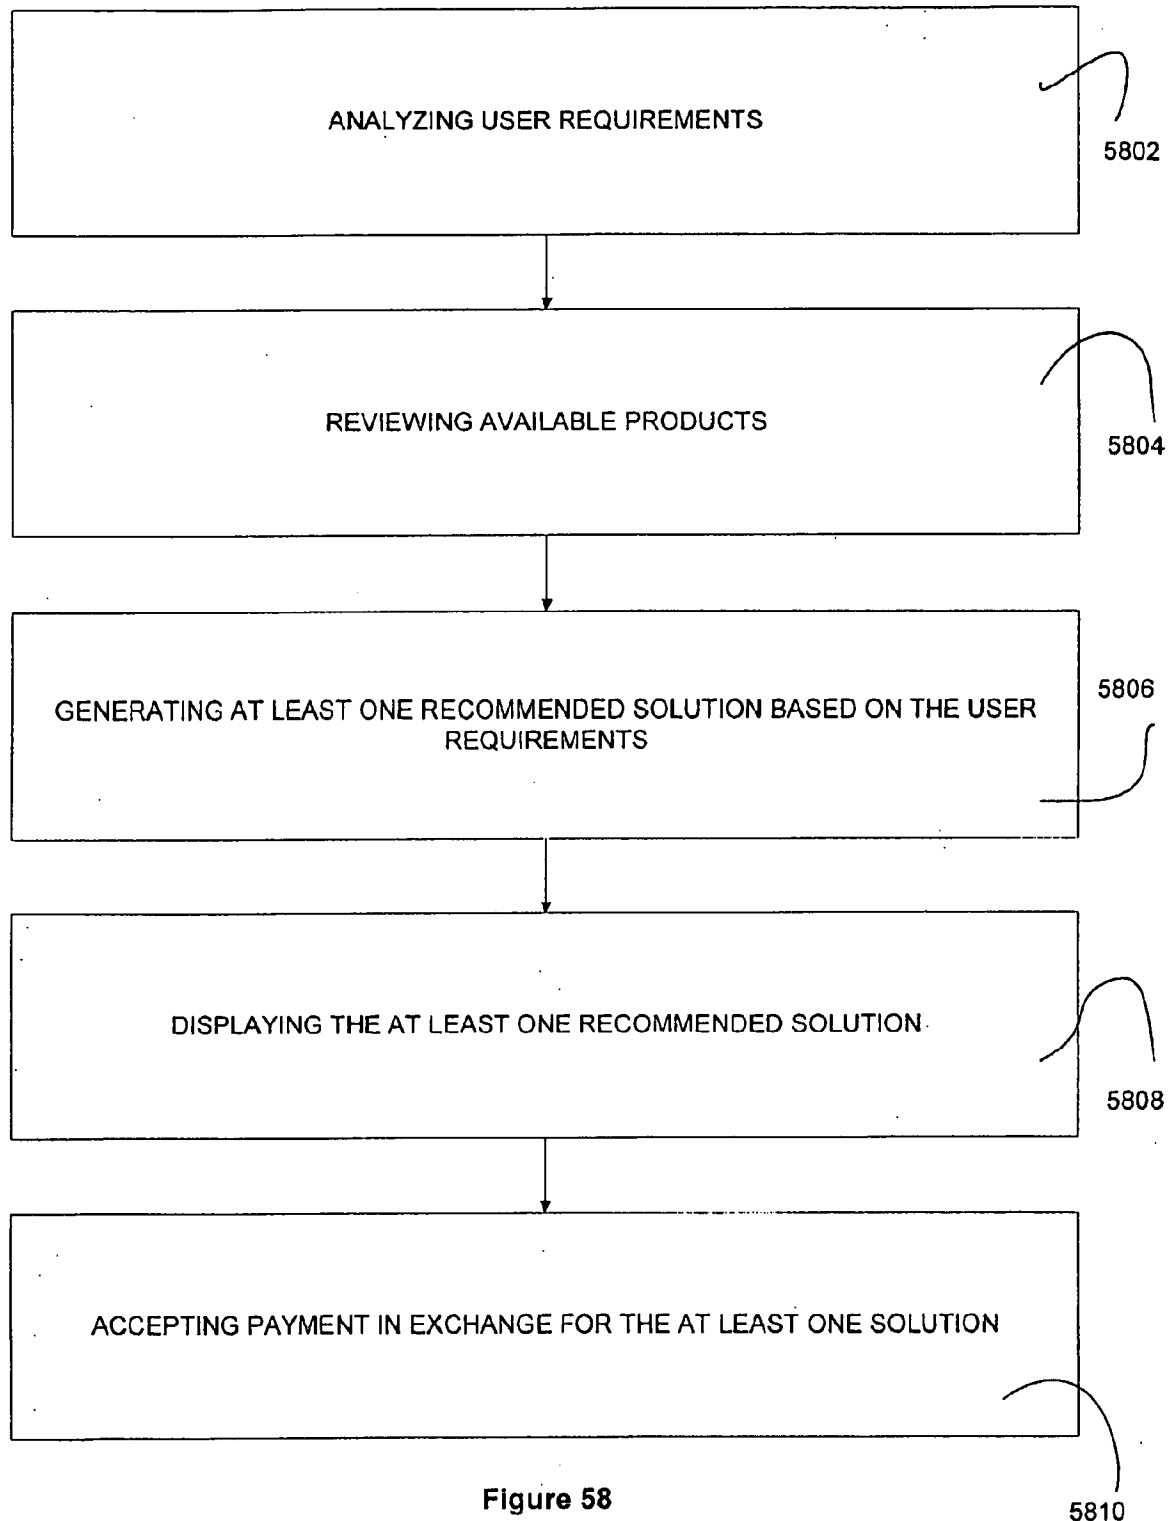 ANALYZING USER REQUIREMENTS
5802
REVIEWING AVAILABLE PRODUCTS
5804
GENERATING AT LEAST ONE RECOMMENDED SOLUTION BASED ON THE USER
REQUIREMENTS
5806
DISPLAYING THE AT LEAST ONE RECOMMENDED SOLUTION
5808
ACCEPTING PAYMENT IN EXCHANGE FOR THE AT LEAST ONE SOLUTION
5810
Figure 58